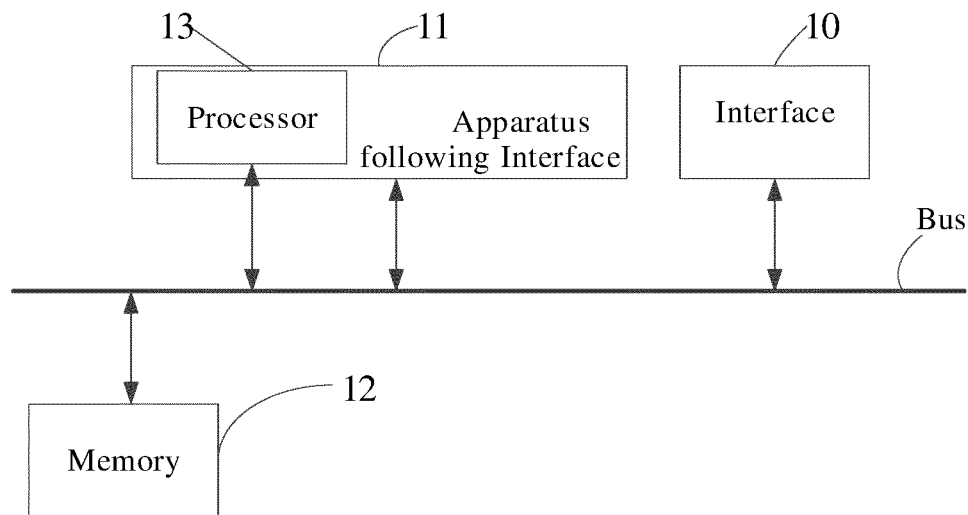 13
11
10
Processor
Apparatus
following Interface
Interface
Bus
12
Memory